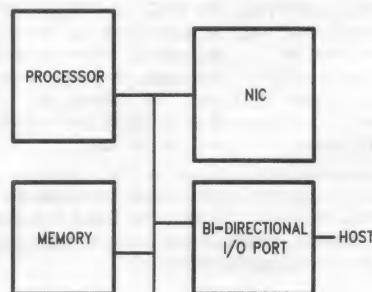 PROCESSOR
NIC
MEMORY
BI-DIRECTIONAL
I/O PORT
HOST